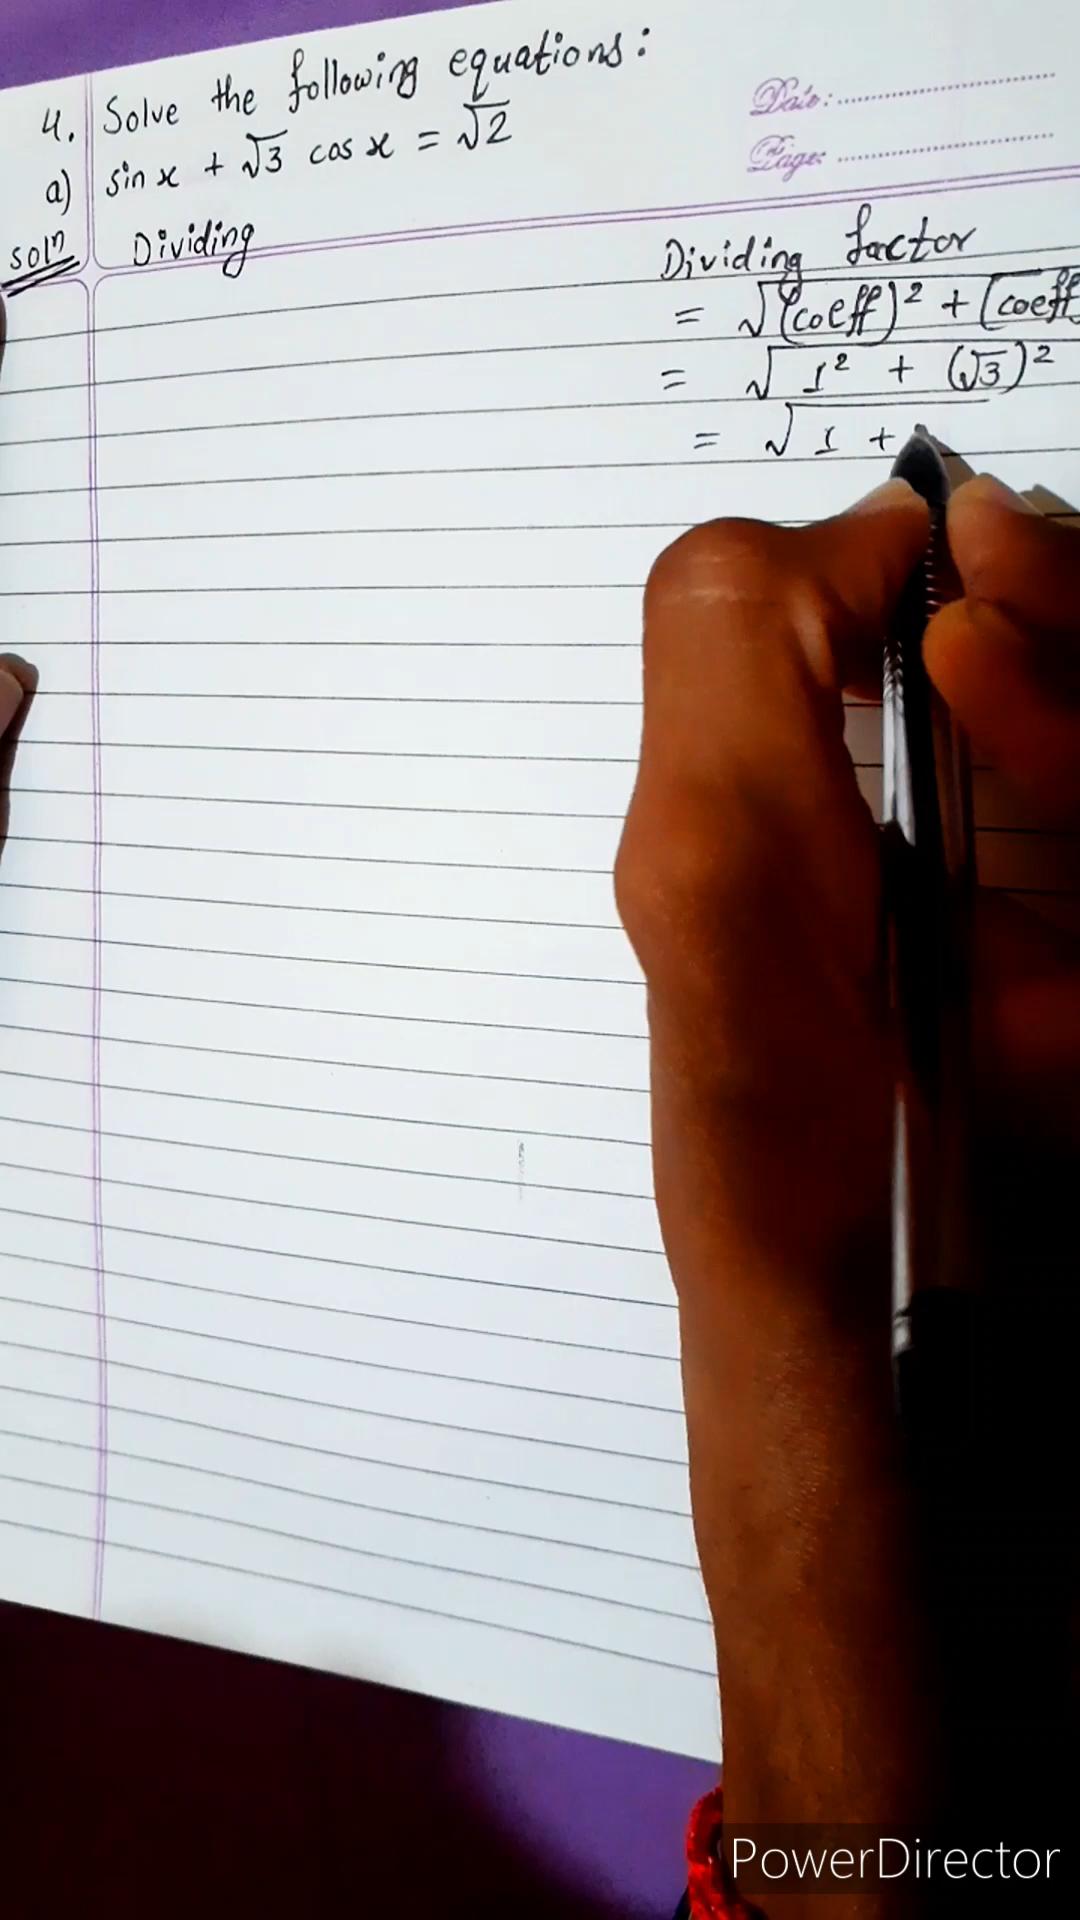 4. Solve the following equations:
a) sin x + √3 cos x = √2
Date:
Page:
solⁿ Dividing
Dividing factor
= √(coeff)² + (coeff
= √1² + (√3)²
= √1 +
PowerDirector